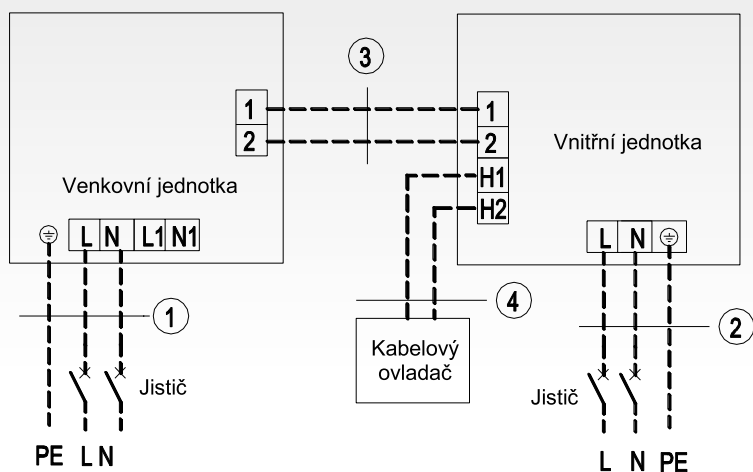 3
1
2
1
2
H1
H2
Venkovní jednotka
Vnitřní jednotka
L N L1 N1
L N
1
4
2
Kabelový
ovladač
Jistič
Jistič
PE L N
L N PE